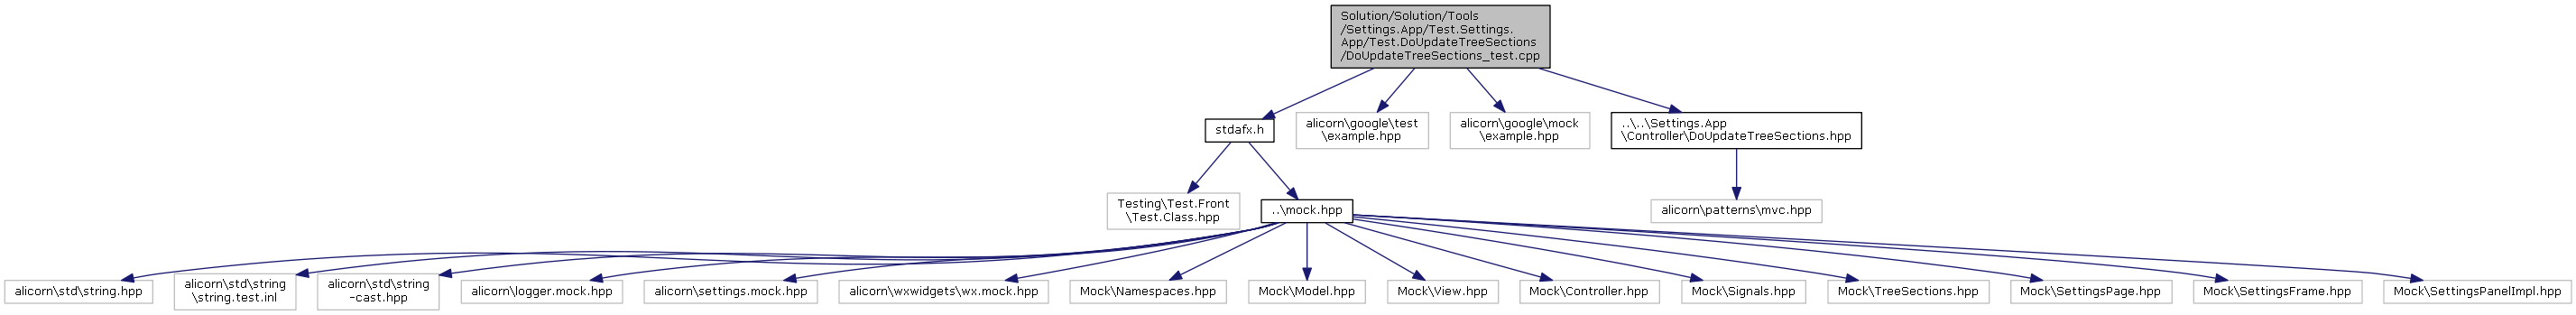 Solution/Solution/Tools
/Settings.App/Test.Settings.
App/Test.DoUpdateTreeSections
/DoUpdateTreeSections_test.cpp
stdafx.h
alicorn\google\test
\example.hpp
alicorn\google\mock
\example.hpp
..\..\Settings.App
\Controller\DoUpdateTreeSections.hpp
Testing\Test.Front
\Test.Class.hpp
..\mock.hpp
alicorn\patterns\mvc.hpp
alicorn\std\string.hpp
alicorn\std\string
\string.test.inl
alicorn\std\string
-cast.hpp
alicorn\logger.mock.hpp
alicorn\settings.mock.hpp
alicorn\wxwidgets\wx.mock.hpp
Mock\Namespaces.hpp
Mock\Model.hpp
Mock\View.hpp
Mock\Controller.hpp
Mock\Signals.hpp
Mock\TreeSections.hpp
Mock\SettingsPage.hpp
Mock\SettingsFrame.hpp
Mock\SettingsPanelImpl.hpp